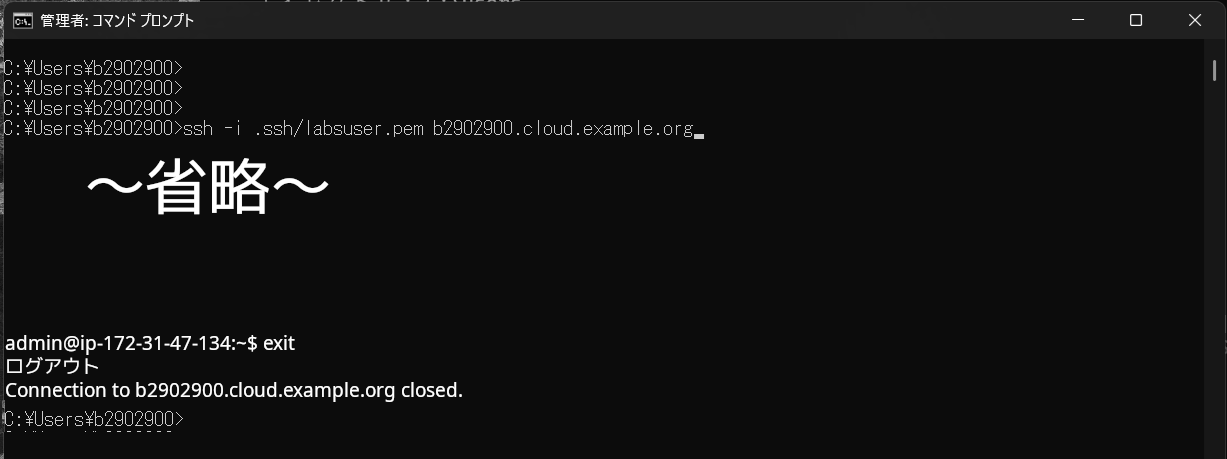 管理者: コマンド プロンプト
C:¥Users¥b2902900>
C:¥Users¥b2902900>
C:¥Users¥b2902900>
C:¥Users¥b2902900>ssh -i .ssh/labsuser.pem b2902900.cloud.example.org
～省略～
admin@ip-172-31-47-134:~$ exit
ログアウト
Connection to b2902900.cloud.example.org closed.
C:¥Users¥b2902900>